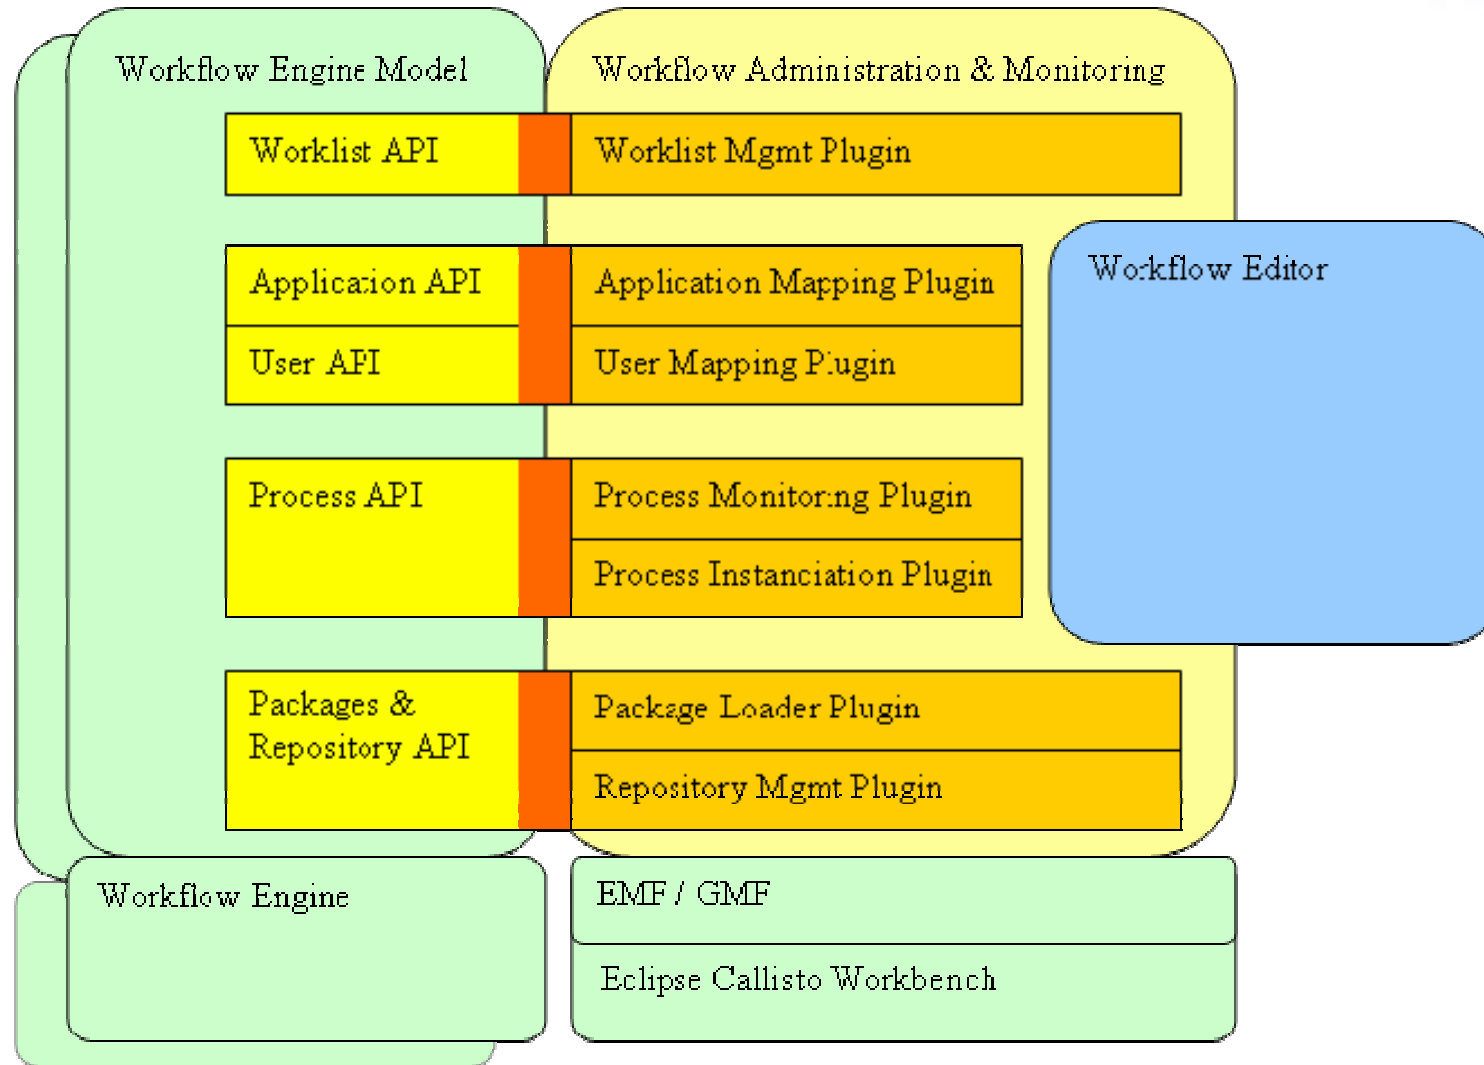 Workflow Engine Model
Workflow Administration & Monitoring
Worklist API
Worklist Mgmt Plugin
Application API
Application Mapping Plugin
Workflow Editor
User API
User Mapping Plugin
Process API
Process Monitoring Plugin
Process Instanciation Plugin
Packages &
Repository API
Package Loader Plugin
Repository Mgmt Plugin
Workflow Engine
EMF / GMF
Eclipse Callisto Workbench